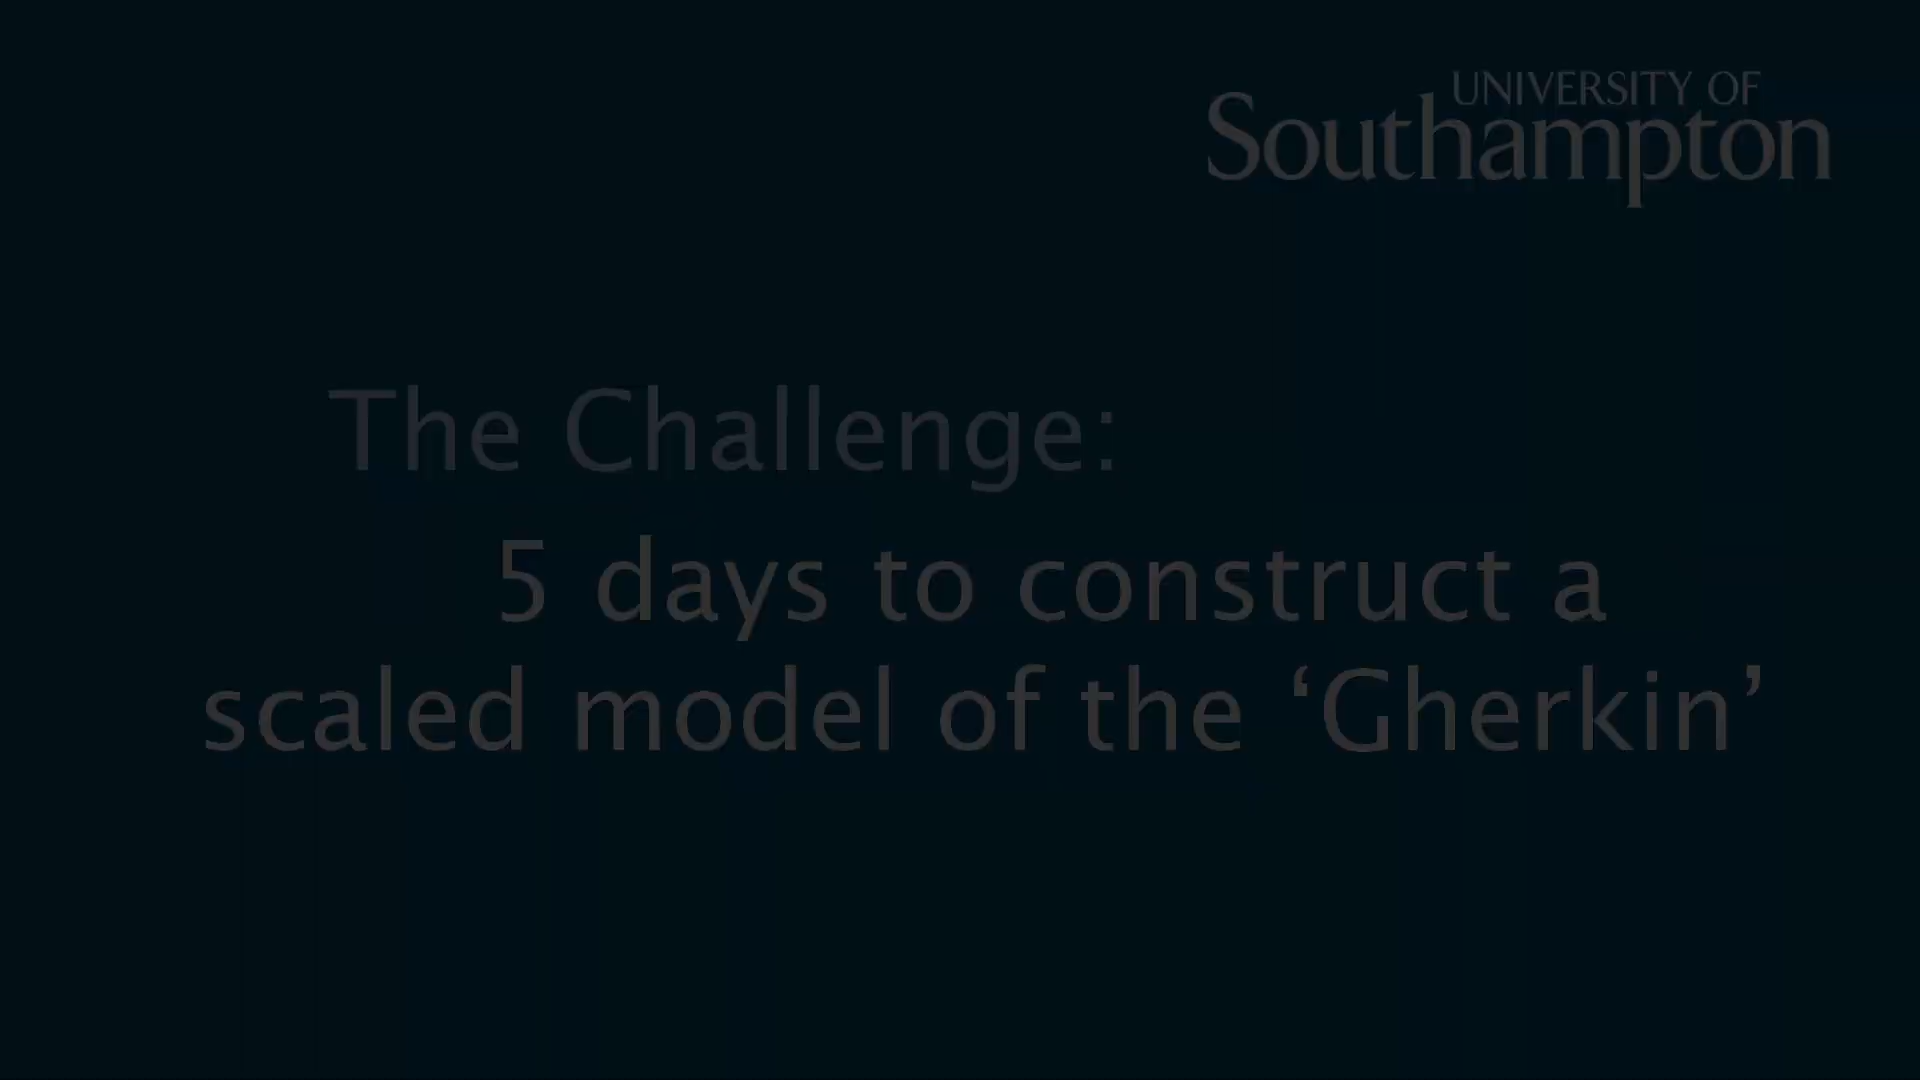 UNIVERSITY OF
Southampton
The Challenge:
5 days to construct a
scaled model of the ‘Gherkin’